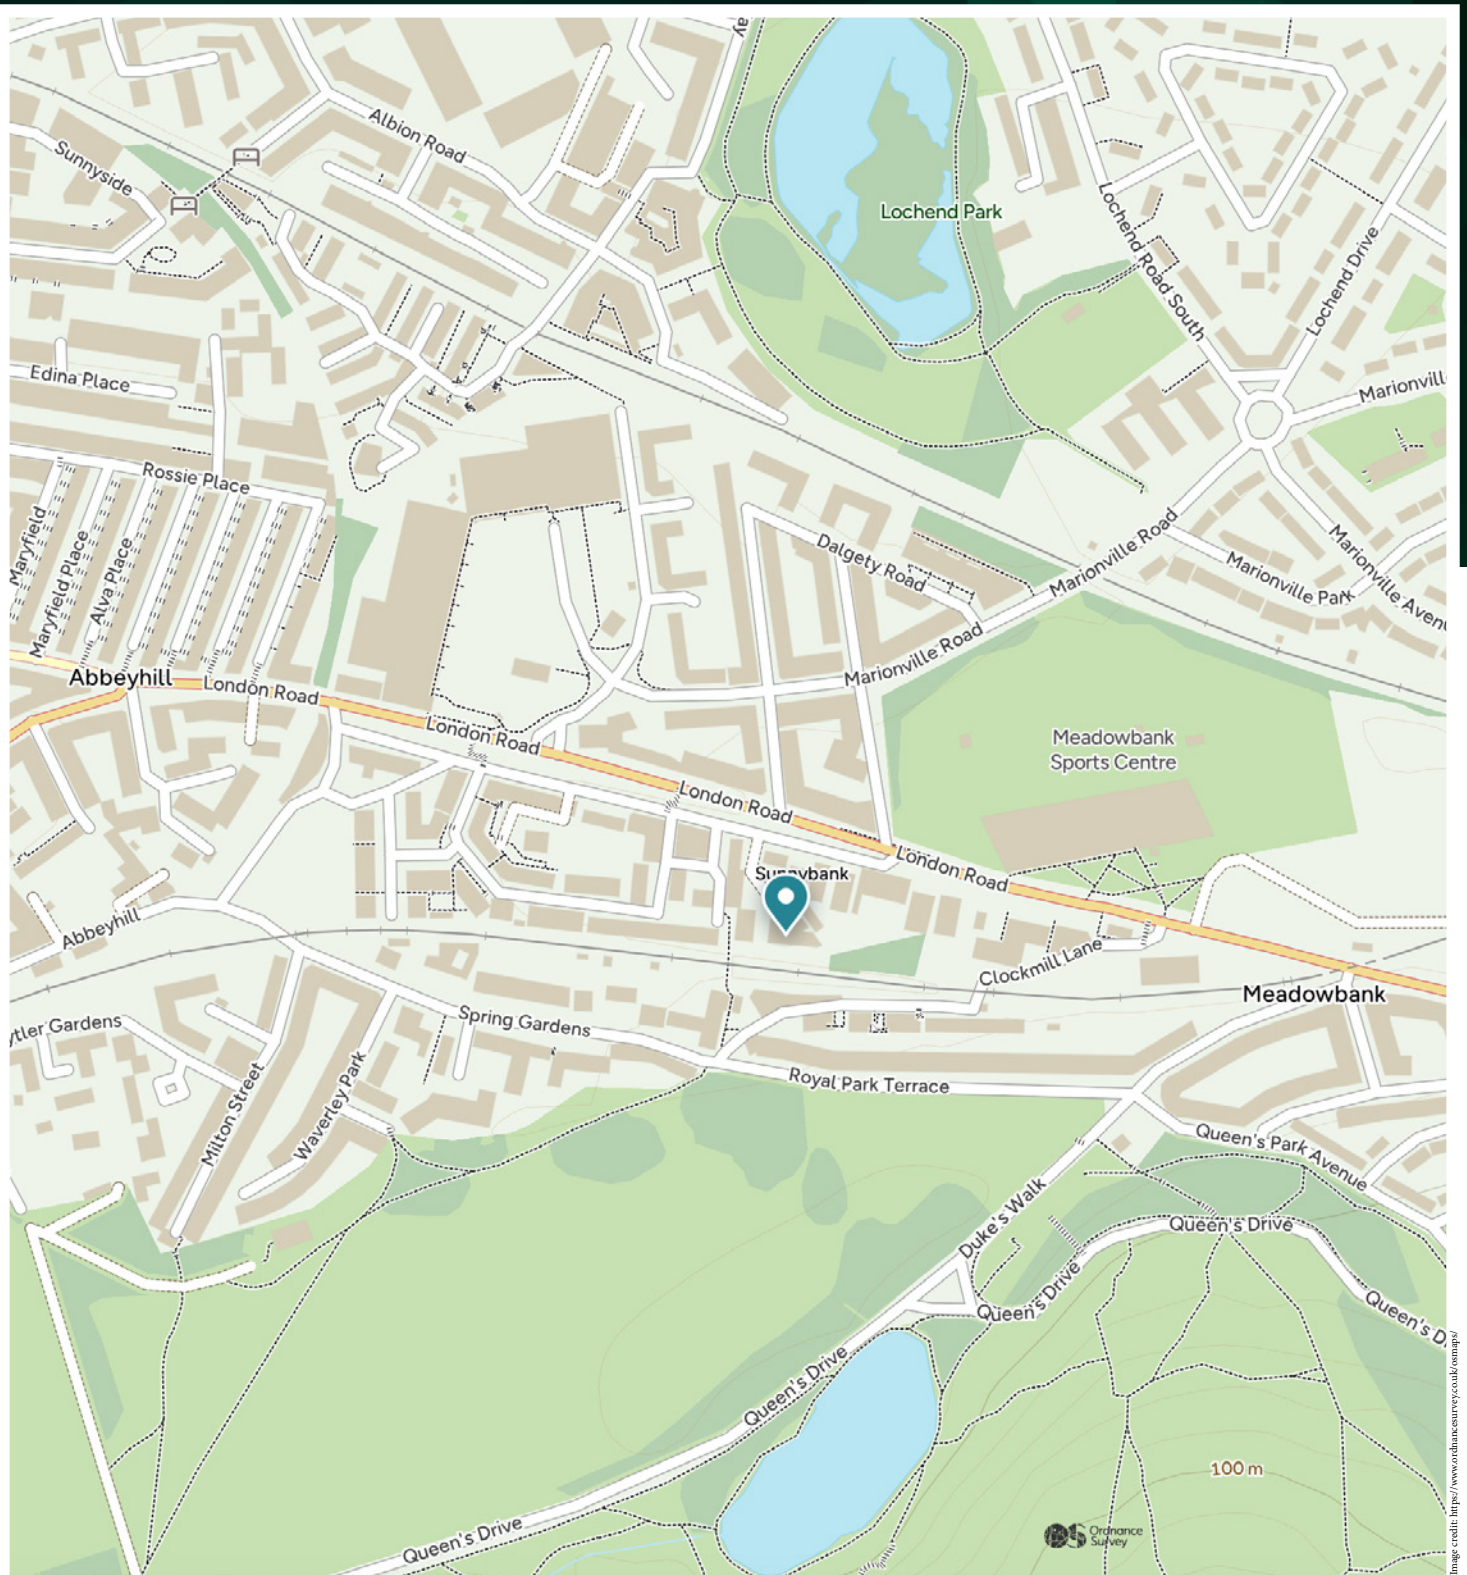 ay
Albion Road
Sunnyside
Lochend Park
Lochend Road South
Lochend Drive
Edina Place
Marionvill
Rossie Place
Maryfield
Maryfield Place
Alva Place
Dalgety Road
Marionville Road
Marionville Park
Marionville Avenu
Marionville Road
Abbeyhill
London Road
London Road
Meadowbank
Sports Centre
London Road
London Road
Sunnybank
Abbeyhill
Clockmill Lane
Meadowbank
ytler Gardens
Spring Gardens
Royal Park Terrace
Milton Street
Waverley Park
Queen's Park Avenue
Duke's Walk
Queen's Drive
Queen's Drive
Queen's D
Queen's Drive
100 m
Queen's Drive
OS Ordnance
Survey
Image credit: https://www.ordnancesurvey.co.uk/osmaps/